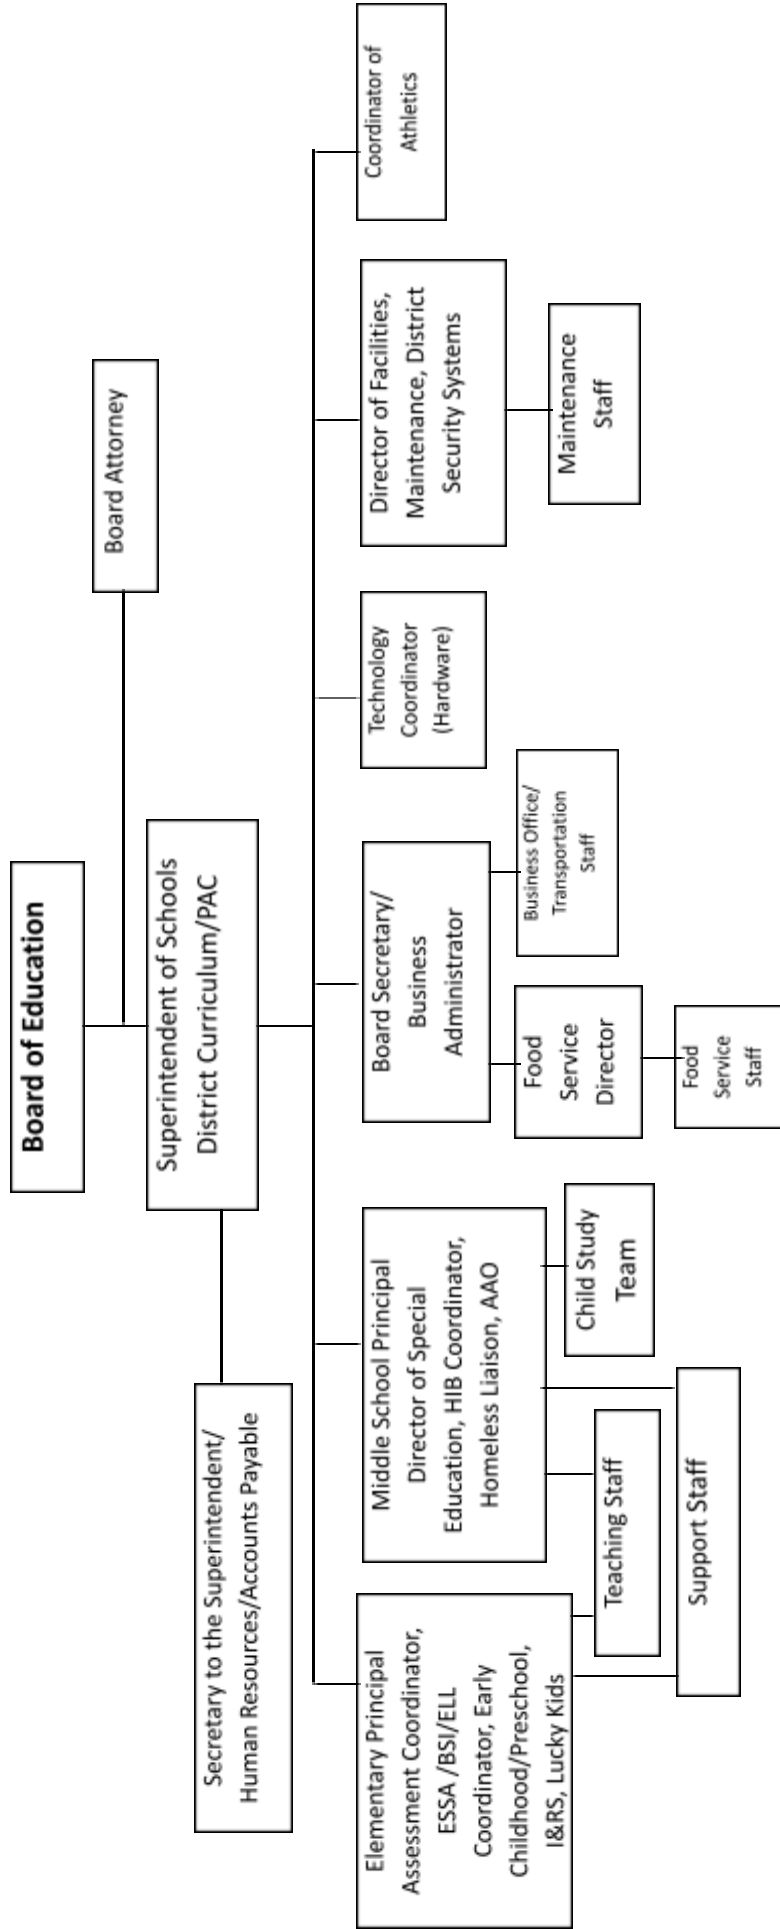 Board of Education
Board Attorney
Superintendent of Schools
District Curriculum/PAC
Secretary to the Superintendent/
Human Resources/Accounts Payable
Elementary Principal
Assessment Coordinator,
ESSA /BSI/ELL
Coordinator, Early
Childhood/Preschool,
I&RS, Lucky Kids
Middle School Principal
Director of Special
Education, HIB Coordinator,
Homeless Liaison, AAO
Board Secretary/
Business
Administrator
Technology
Coordinator
(Hardware)
Director of Facilities,
Maintenance, District
Security Systems
Coordinator of
Athletics
Teaching Staff
Support Staff
Child Study
Team
Food
Service
Director
Food
Service
Staff
Business Office/
Transportation
Staff
Maintenance
Staff